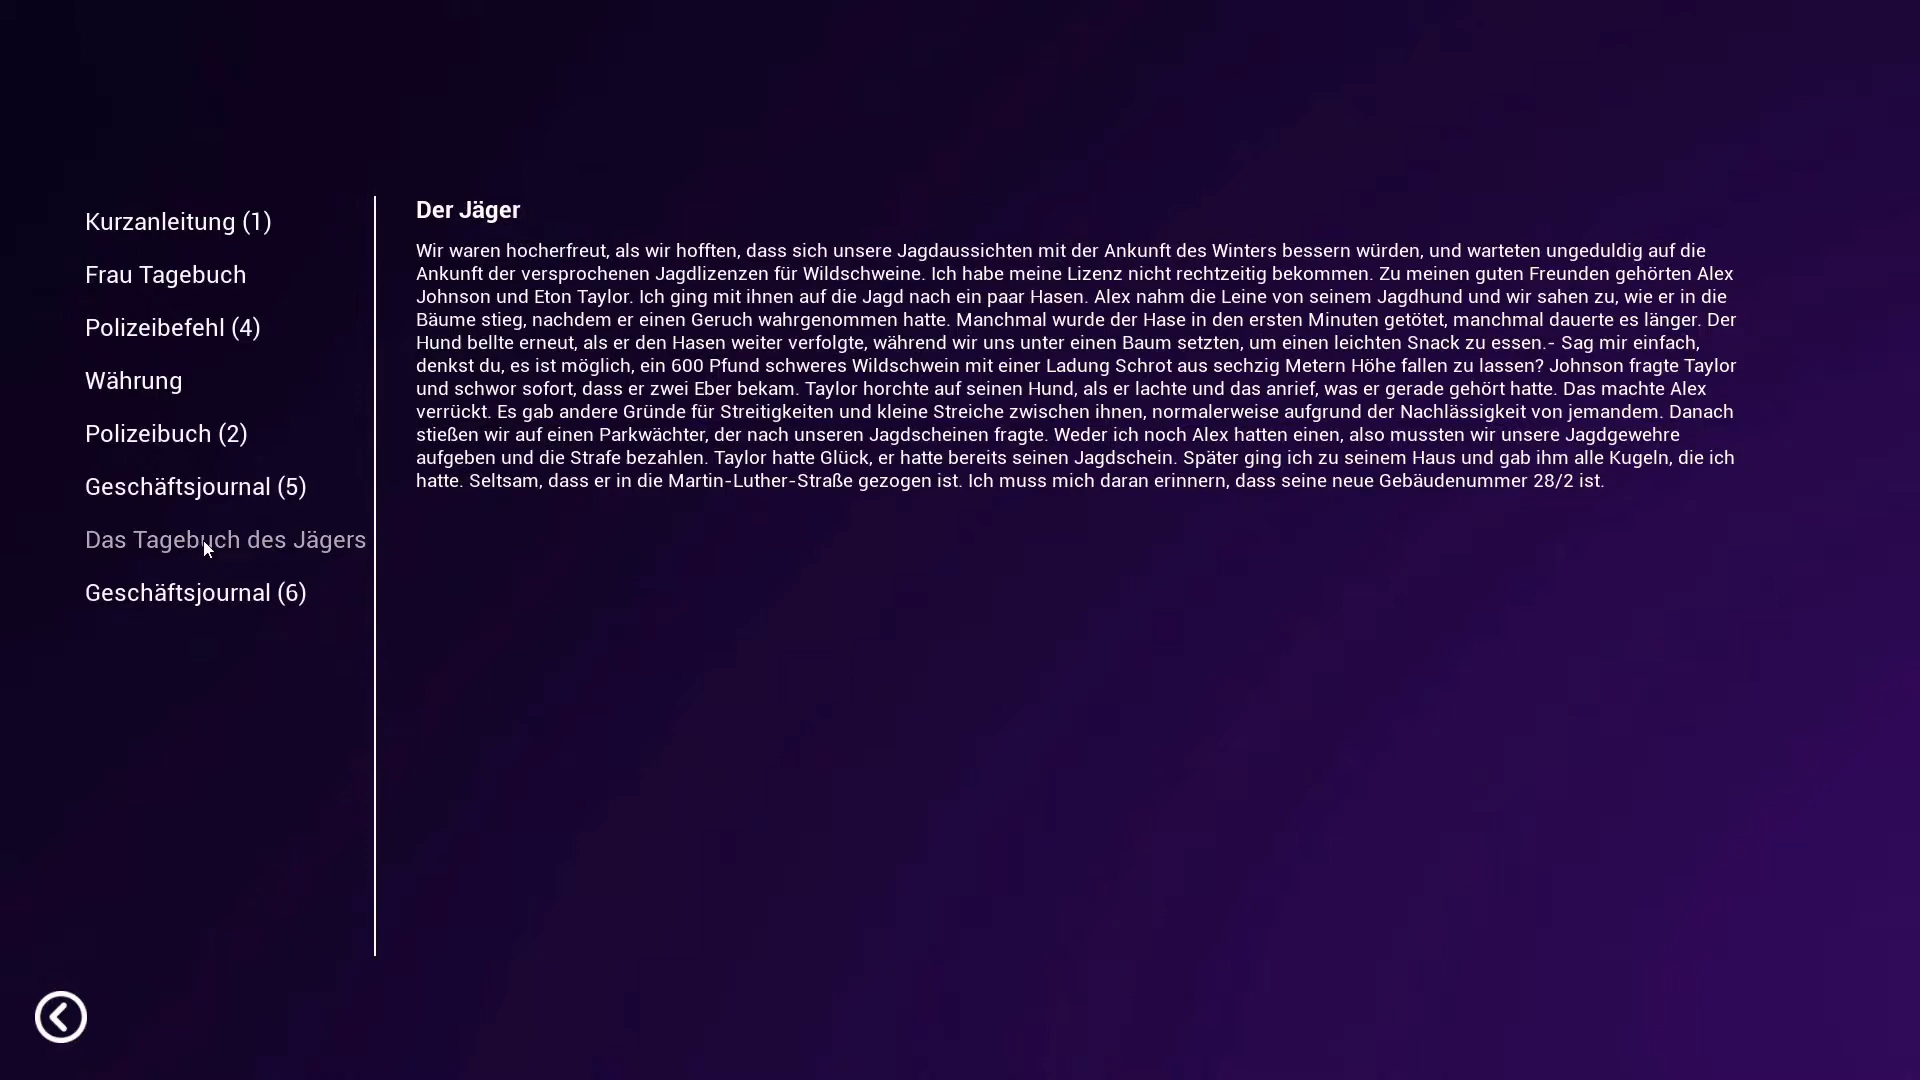 Kurzanleitung (1)
Frau Tagebuch
Polizeibefehl (4)
Währung
Polizeibuch (2)
Geschäftsjournal (5)
Das Tagebuch des Jägers
Geschäftsjournal (6)
Der Jäger
Wir waren hocherfreut, als wir hofften, dass sich unsere Jagdaussichten mit der Ankunft des Winters bessern würden, und warteten ungeduldig auf die
Ankunft der versprochenen Jagdlizenzen für Wildschweine. Ich habe meine Lizenz nicht rechtzeitig bekommen. Zu meinen guten Freunden gehörten Alex
Johnson und Eton Taylor. Ich ging mit ihnen auf die Jagd nach ein paar Hasen. Alex nahm die Leine von seinem Jagdhund und wir sahen zu, wie er in die
Bäume stieg, nachdem er einen Geruch wahrgenommen hatte. Manchmal wurde der Hase in den ersten Minuten getötet, manchmal dauerte es länger. Der
Hund bellte erneut, als er den Hasen weiter verfolgte, während wir uns unter einen Baum setzten, um einen leichten Snack zu essen.- Sag mir einfach,
denkst du, es ist möglich, ein 600 Pfund schweres Wildschwein mit einer Ladung Schrot aus sechzig Metern Höhe fallen zu lassen? Johnson fragte Taylor
und schwor sofort, dass er zwei Eber bekam. Taylor horchte auf seinen Hund, als er lachte und das anrief, was er gerade gehört hatte. Das machte Alex
verrückt. Es gab andere Gründe für Streitigkeiten und kleine Streiche zwischen ihnen, normalerweise aufgrund der Nachlässigkeit von jemandem. Danach
stießen wir auf einen Parkwächter, der nach unseren Jagdscheinen fragte. Weder ich noch Alex hatten einen, also mussten wir unsere Jagdgewehre
aufgeben und die Strafe bezahlen. Taylor hatte Glück, er hatte bereits seinen Jagdschein. Später ging ich zu seinem Haus und gab ihm alle Kugeln, die ich
hatte. Seltsam, dass er in die Martin-Luther-Straße gezogen ist. Ich muss mich daran erinnern, dass seine neue Gebäudenummer 28/2 ist.